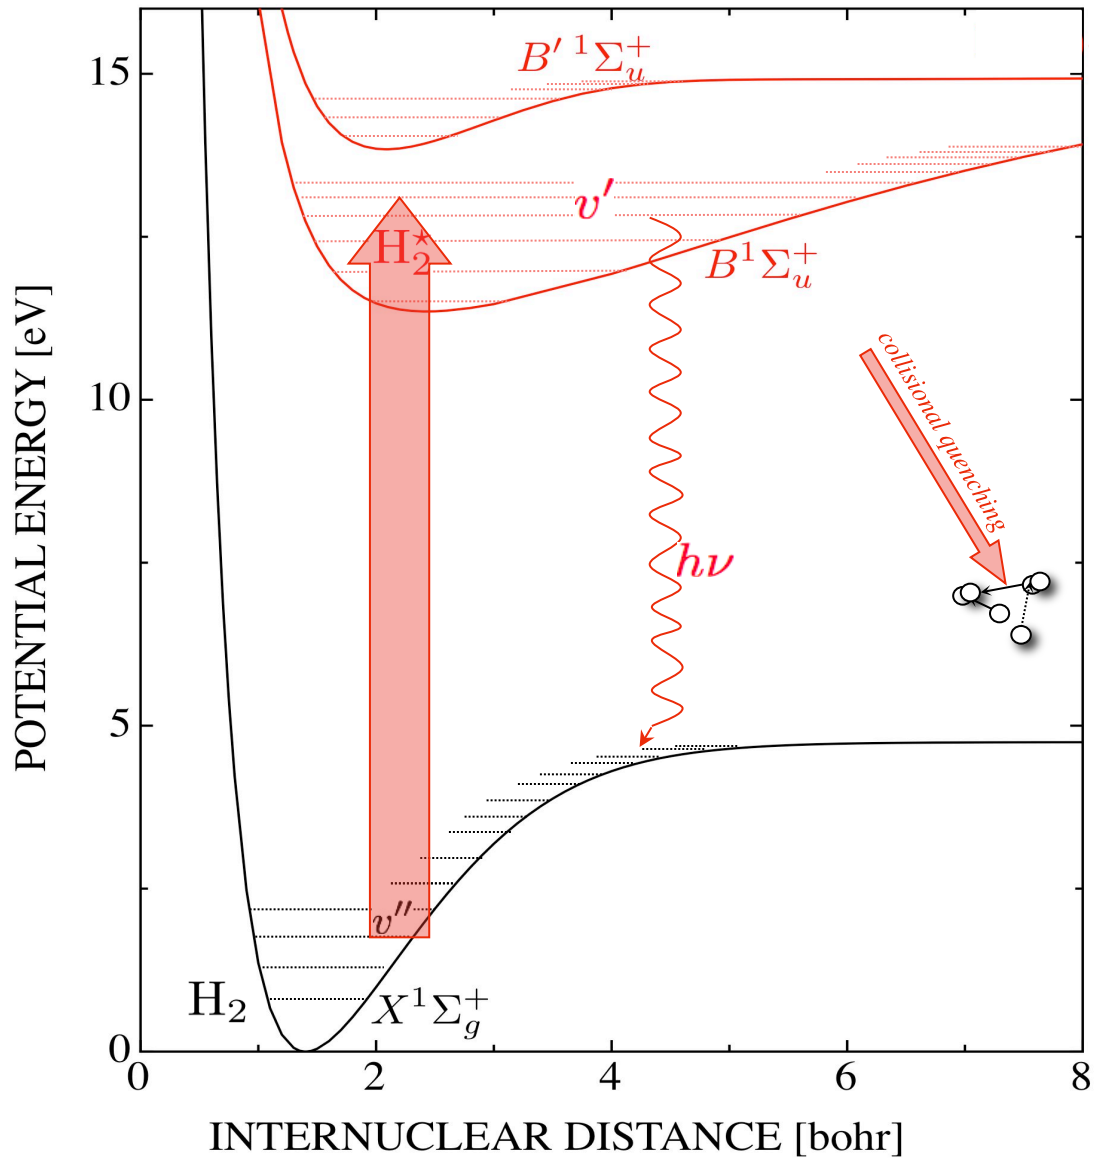 B′ ¹Σᵤ⁺
15
v′
H₂*
B¹Σᵤ⁺
10
collisional quenching
hν
5
v″
H₂
X¹Σg⁺
0
0 2 4 6 8
INTERNUCLEAR DISTANCE [bohr]
POTENTIAL ENERGY [eV]